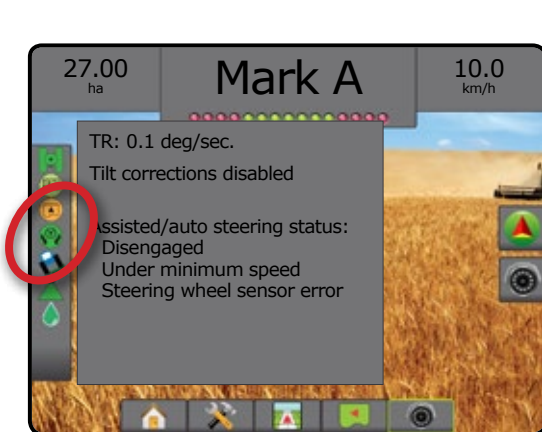 27.00
ha
Mark A
10.0
km/h
TR: 0.1 deg/sec.
Tilt corrections disabled
Assisted/auto steering status:
Disengaged
Under minimum speed
Steering wheel sensor error